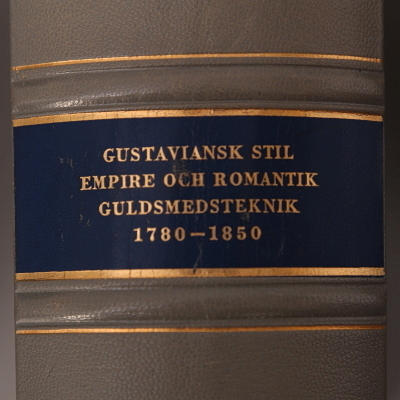 GUSTAVIANSK STIL
EMPIRE OCH ROMANTIK
GULDSMEDSTEKNIK
1780–1850